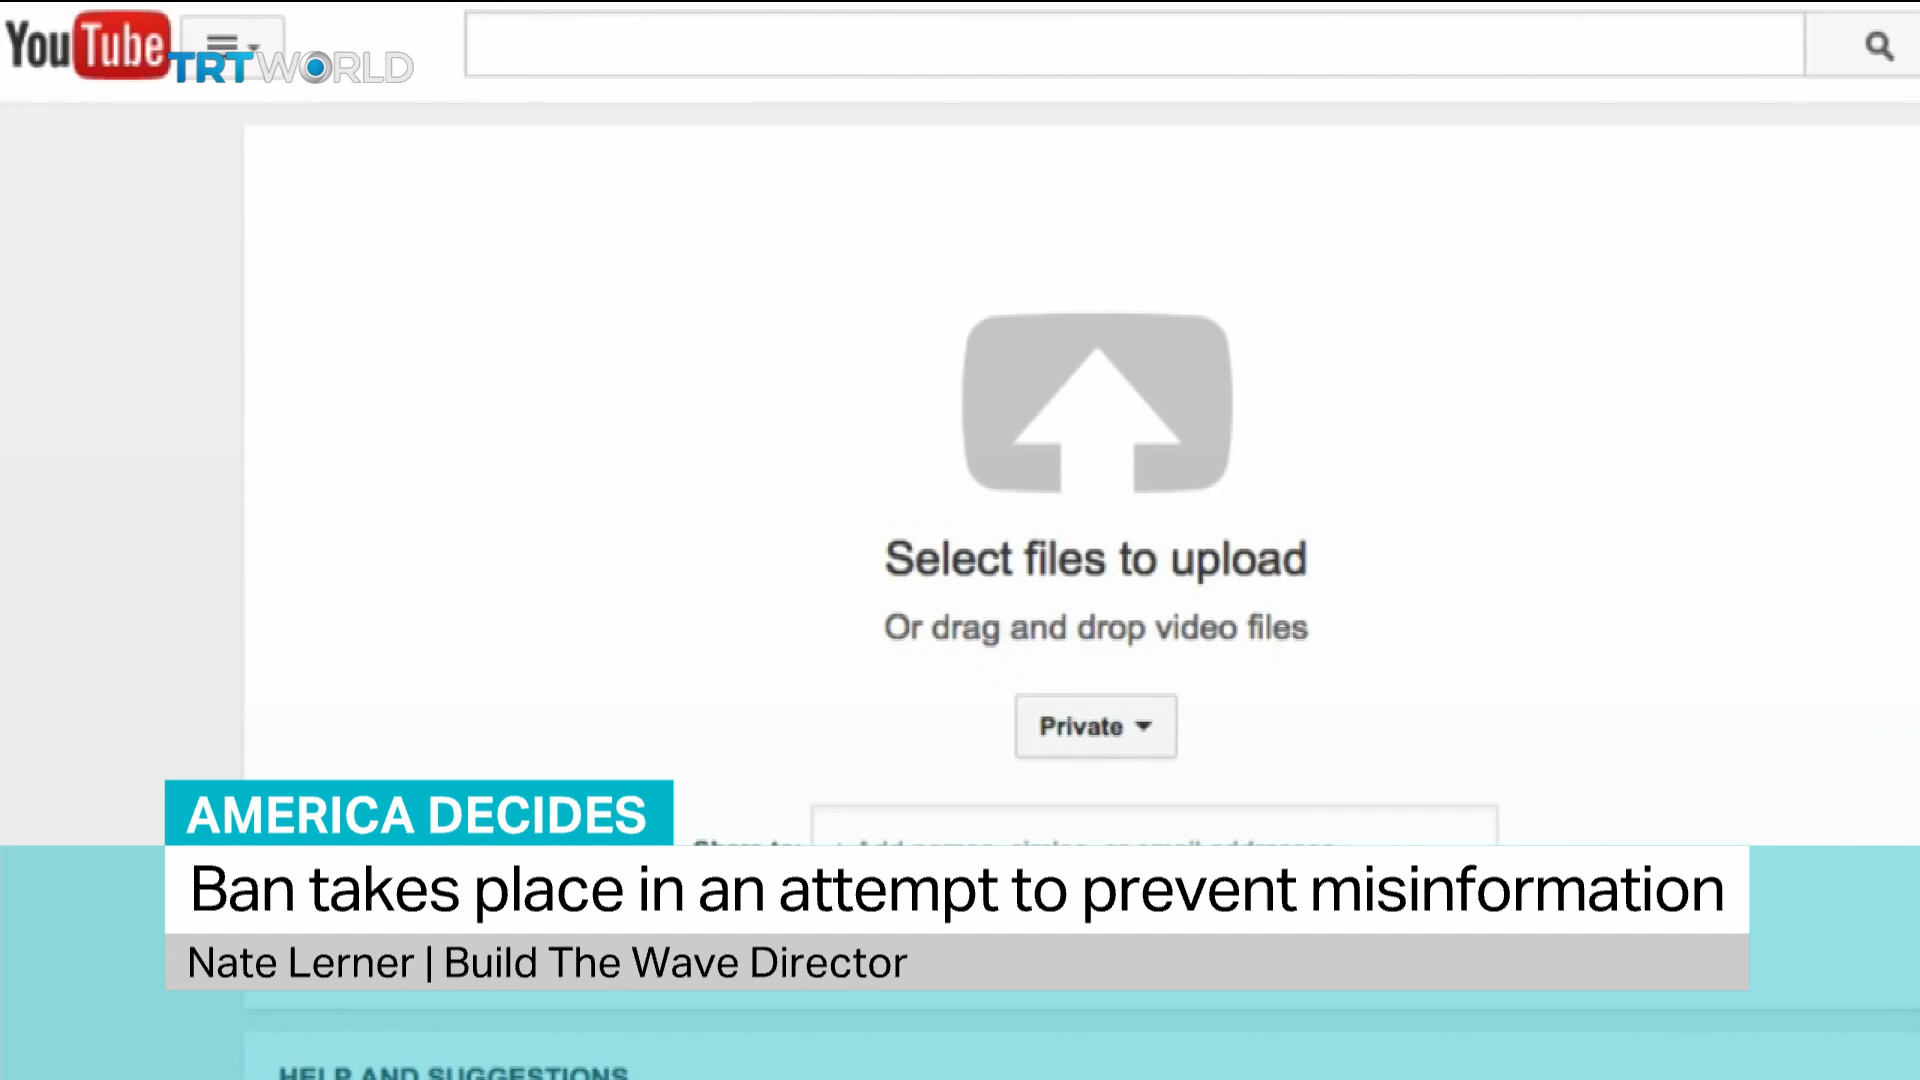 YouTube
TRT WORLD
Select files to upload
Or drag and drop video files
Private
AMERICA DECIDES
Ban takes place in an attempt to prevent misinformation
Nate Lerner | Build The Wave Director
HELP AND SUGGESTIONS